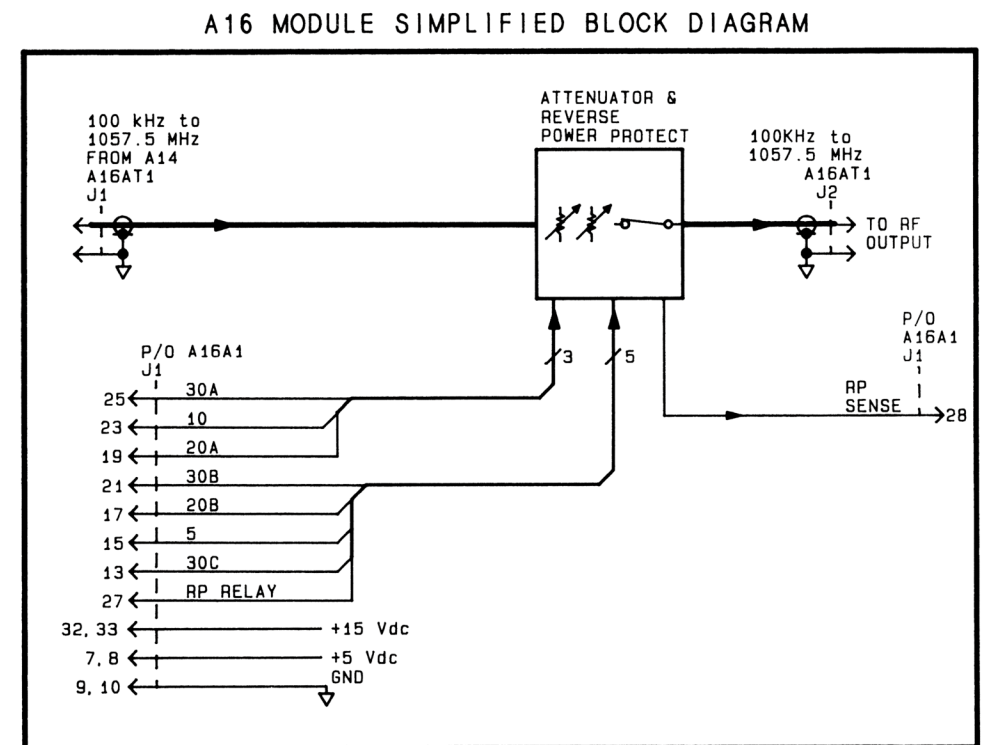 A16 MODULE SIMPLIFIED BLOCK DIAGRAM
100 kHz to
1057.5 MHz
FROM A14
A16AT1
J1
ATTENUATOR &
REVERSE
POWER PROTECT
100KHz to
1057.5 MHz
A16AT1
J2
TO RF
OUTPUT
3
5
P/O
A16A1
J1
RP
SENSE
28
P/O A16A1
J1
25 30A
23 10
19 20A
21 30B
17 20B
15 5
13 30C
27 RP RELAY
32, 33 +15 Vdc
7, 8 +5 Vdc
9, 10 GND